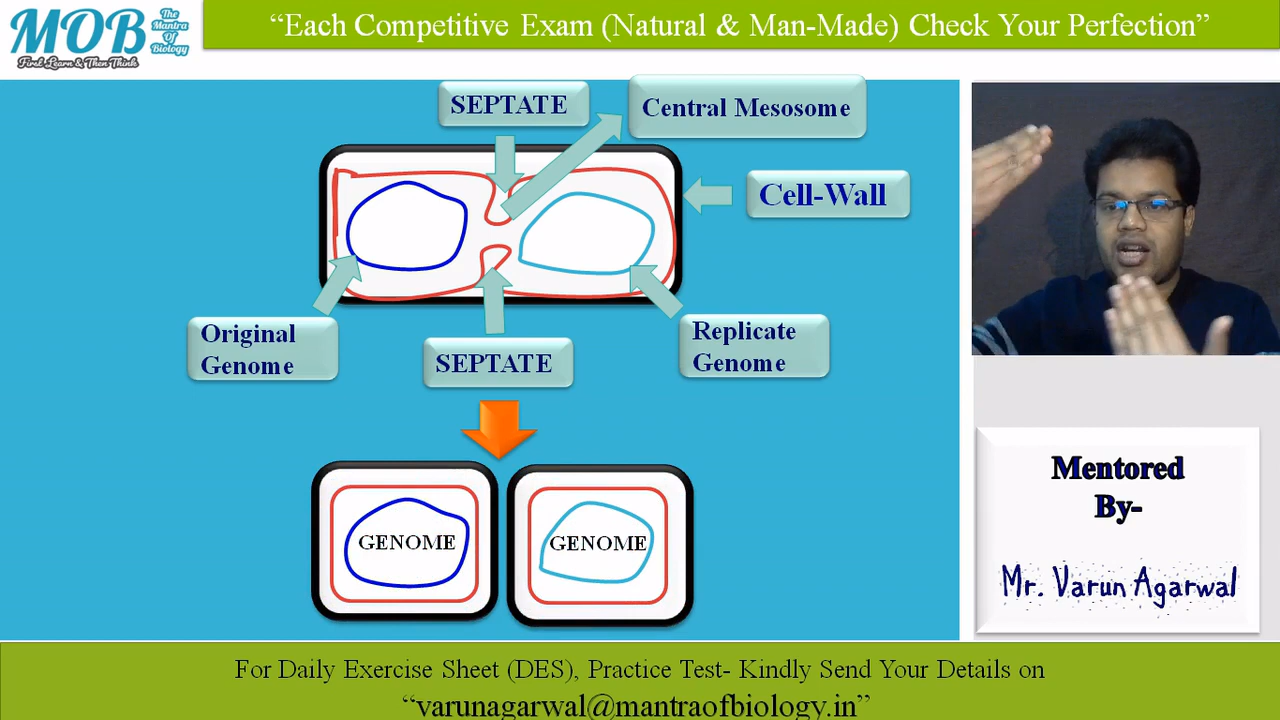 MOB The Mantra Of Biology
First Learn & Then Think
“Each Competitive Exam (Natural & Man-Made) Check Your Perfection”
SEPTATE
Central Mesosome
Cell-Wall
Original
Genome
SEPTATE
Replicate
Genome
GENOME
GENOME
Mentored
By-
Mr. Varun Agarwal
For Daily Exercise Sheet (DES), Practice Test- Kindly Send Your Details on
“varunagarwal@mantraofbiology.in”